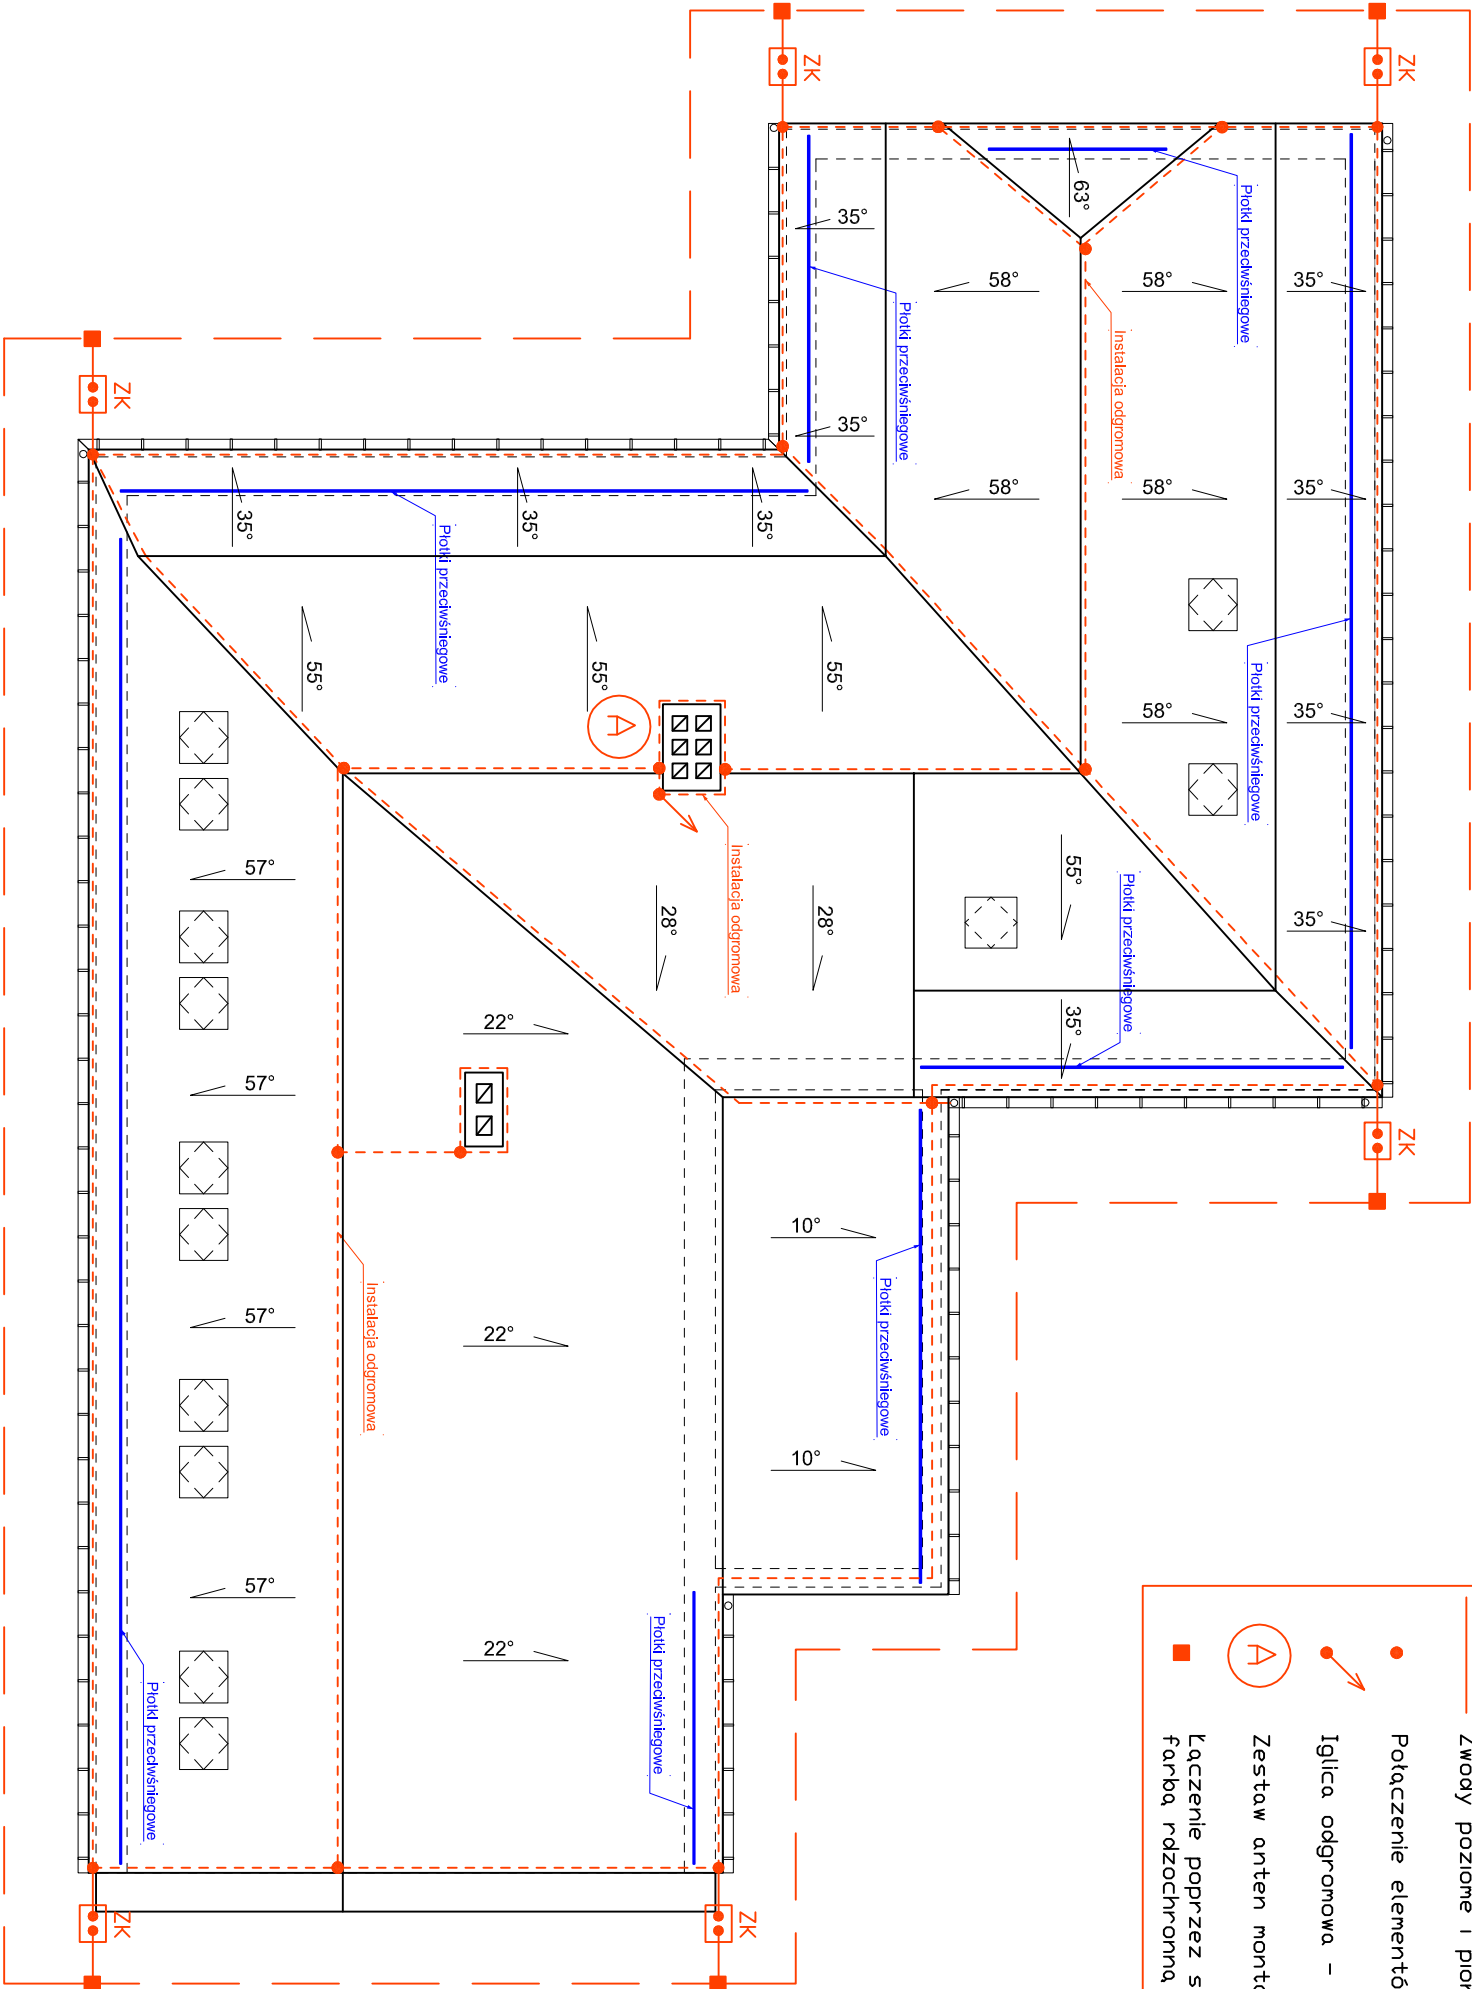 ZK
ZK
63°
Płotki przeciwśniegowe
35°
58°
58°
35°
Płotki przeciwśniegowe
Instalacja odgromowa
ZK
35°
58°
58°
35°
35°
35°
35°
Płotki przeciwśniegowe
55°
55°
55°
A
58°
35°
Płotki przeciwśniegowe
57°
Instalacja odgromowa
55°
Płotki przeciwśniegowe
28°
28°
35°
22°
35°
57°
ZK
10°
Płotki przeciwśniegowe
57°
Instalacja odgromowa
22°
10°
57°
22°
Płotki przeciwśniegowe
Płotki przeciwśniegowe
ZK
ZK
Zwody poziome i
Połączenie
Iglica odgromowa -
A
Zestaw anten
Łączenie poprzez
farbą rdzochronną